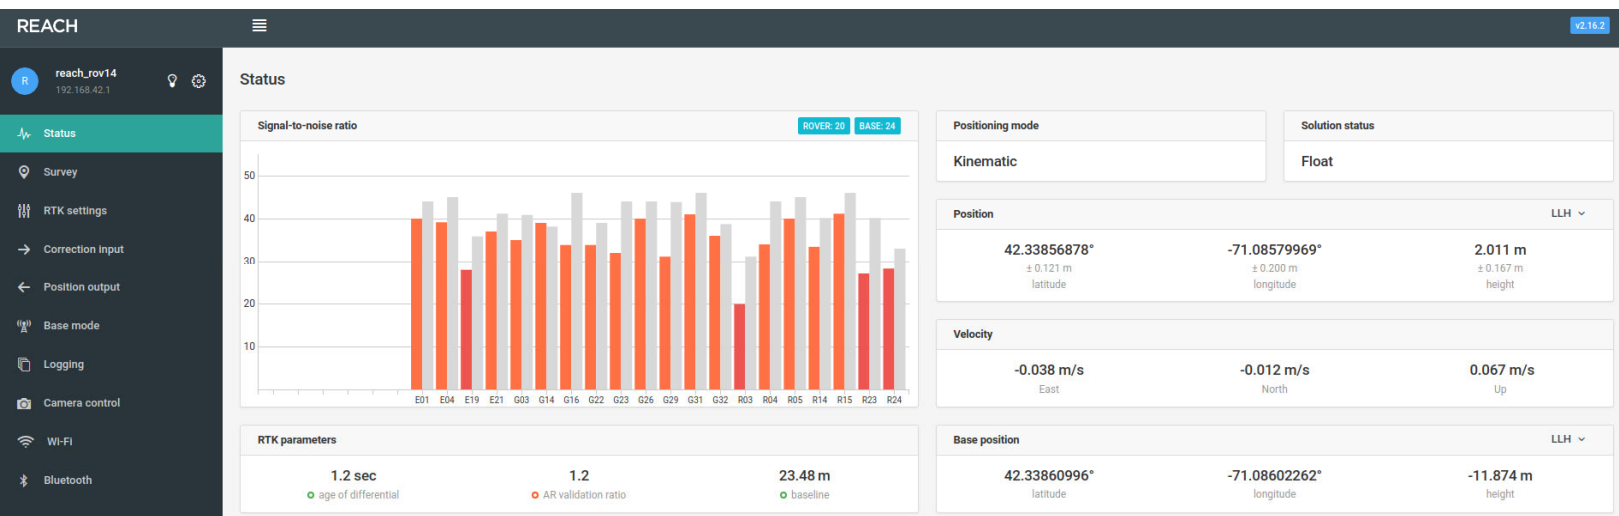 REACH
v2.16.2
reach_rov14
R
192.168.42.1
Status
Survey
RTK settings
Correction input
Position output
Base mode
Logging
Camera control
Wi-Fi
Bluetooth
Status
Signal-to-noise ratio ROVER: 20 BASE: 24
50
40
30
20
10
E01 E04 E19 E21 G03 G14 G16 G22 G23 G26 G29 G31 G32 R03 R04 R05 R14 R15 R23 R24
RTK parameters
1.2 sec 1.2 23.48 m
age of differential AR validation ratio baseline
Positioning mode
Kinematic
Solution status
Float
Position LLH
42.33856878° -71.08579969° 2.011 m
± 0.121 m ± 0.200 m ± 0.167 m
latitude longitude height
Velocity
-0.038 m/s -0.012 m/s 0.067 m/s
East North Up
Base position LLH
42.33860996° -71.08602262° -11.874 m
latitude longitude height